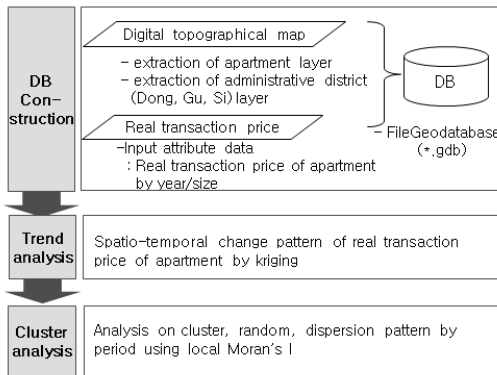 DB
Con-
struction
Digital topographical map
- extraction of apartment layer
- extraction of administrative district
(Dong, Gu, Si)layer
Real transaction price
-Input attribute data
: Real transaction price of apartment
by year/size
DB
- FileGeodatabase
(*.gdb)
Trend
analysis
Spatio-temporal change pattern of real transaction
price of apartment by kriging
Cluster
analysis
Analysis on cluster, random, dispersion pattern by
period using local Moran's I